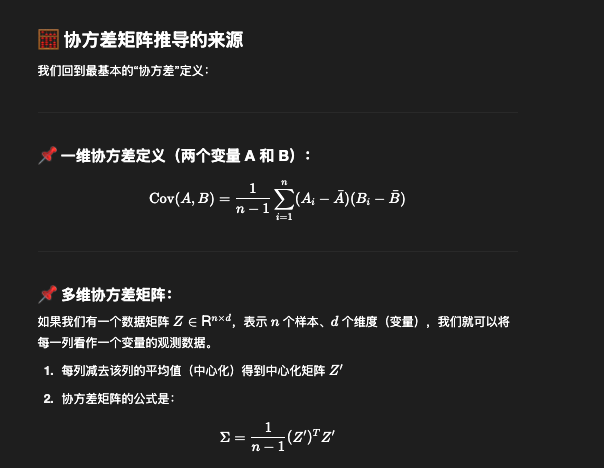 🧮 协方差矩阵推导的来源
我们回到最基本的“协方差”定义：
📌 一维协方差定义（两个变量 A 和 B）：
Cov(A, B) = \frac{1}{n-1} \sum_{i=1}^{n} (A_i - \bar{A})(B_i - \bar{B})
📌 多维协方差矩阵：
如果我们有一个数据矩阵 Z ∈ R^{n×d}，表示 n 个样本、d 个维度（变量），我们就可以将
每一列看作一个变量的观测数据。
1. 每列减去该列的平均值（中心化）得到中心化矩阵 Z′
2. 协方差矩阵的公式是：
Σ = \frac{1}{n-1} (Z′)^T Z′